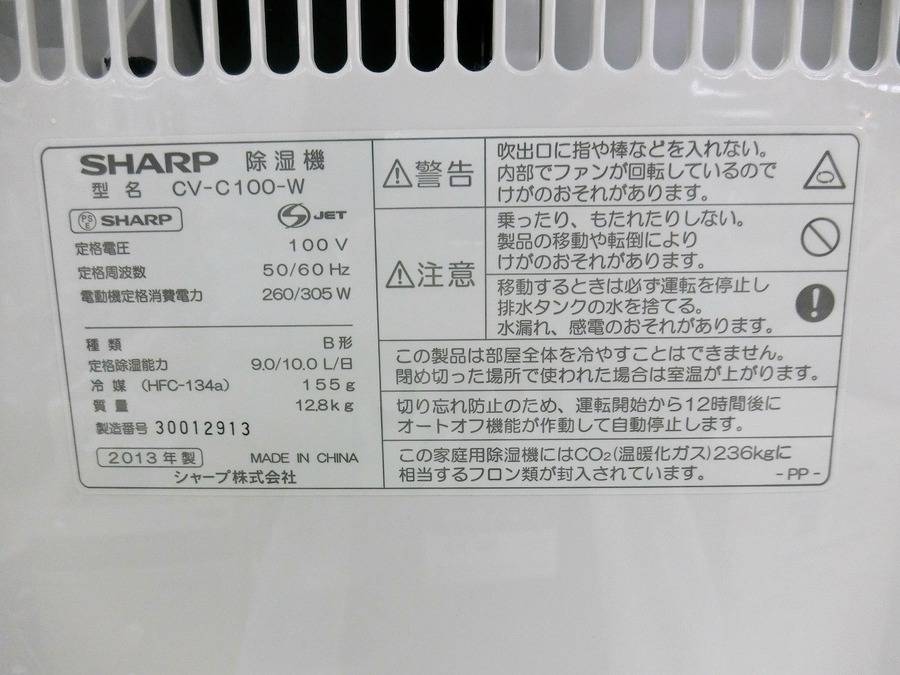 SHARP 除湿機
型名 CV-C100-W
PSE SHARP
S JET
定格電圧 100V
定格周波数 50/60Hz
電動機定格消費電力 260/305W
種類 B形
定格除湿能力 9.0/10.0L/日
冷媒 (HFC-134a) 155g
質量 12.8kg
製造番号 30012913
2013年製 MADE IN CHINA
シャープ株式会社
警告
吹出口に指や棒などを入れない。
内部でファンが回転しているので
けがのおそれがあります。
注意
乗ったり、もたれたりしない。
製品の移動や転倒により
けがのおそれがあります。
移動するときは必ず運転を停止し
排水タンクの水を捨てる。
水漏れ、感電のおそれがあります。
この製品は部屋全体を冷やすことはできません。
閉め切った場所で使われた場合は室温が上がります。
切り忘れ防止のため、運転開始から12時間後に
オートオフ機能が作動して自動停止します。
この家庭用除湿機にはCO₂(温暖化ガス)236kgに
相当するフロン類が封入されています。
-PP-